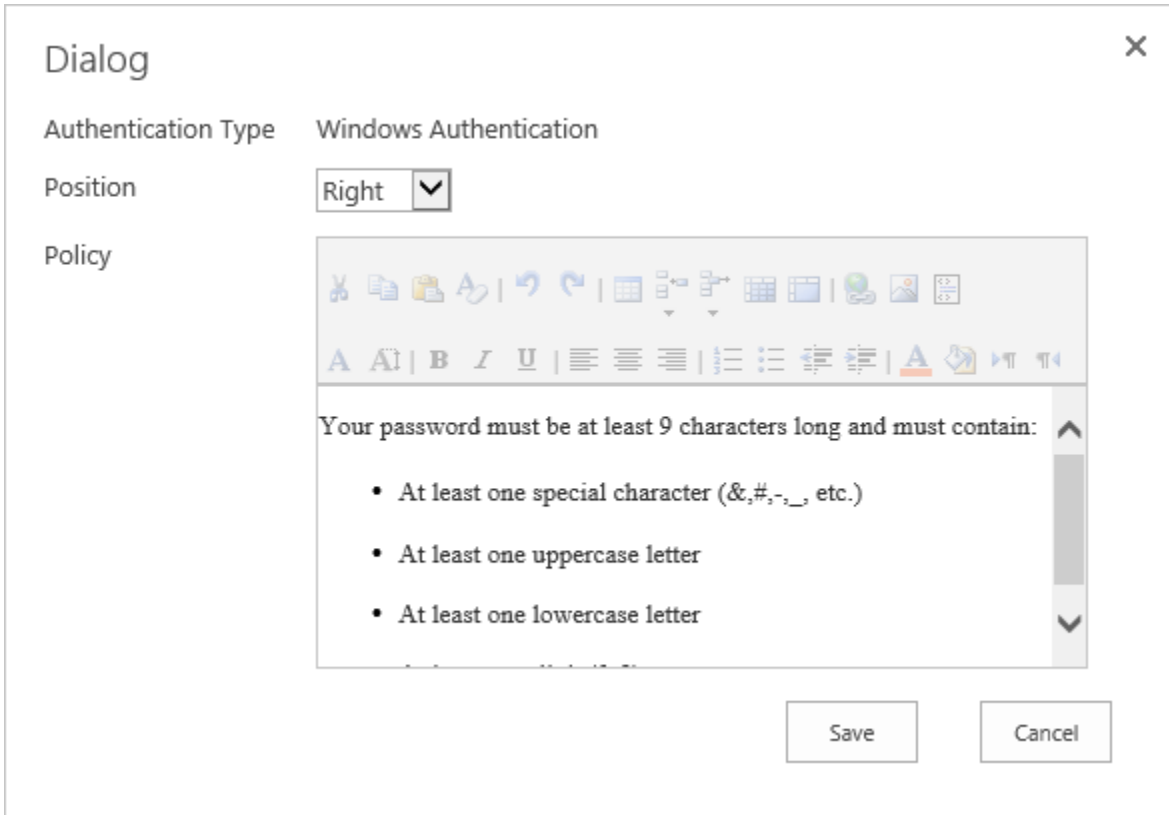 Dialog
Authentication Type Windows Authentication
Position Right
Policy
A A B I U A
Your password must be at least 9 characters long and must contain:
• At least one special character (&,#,-,_, etc.)
• At least one uppercase letter
• At least one lowercase letter
Save Cancel